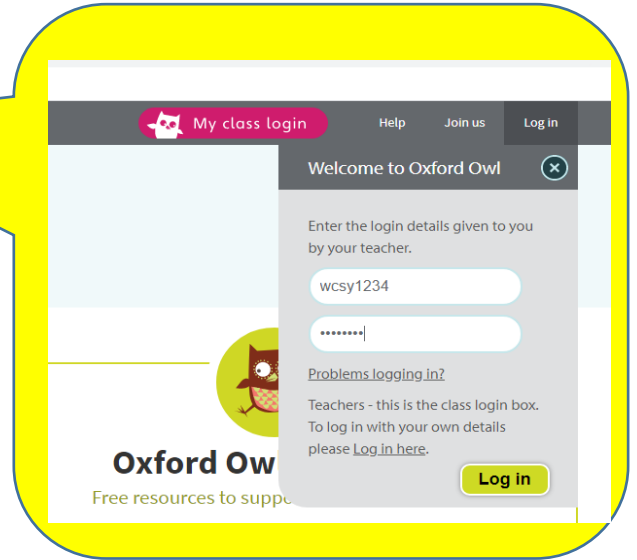 My class login
Help
Join us
Log in
Welcome to Oxford Owl
Enter the login details given to you
by your teacher.
wcsy1234
••••••••
Problems logging in?
Teachers - this is the class login box.
To log in with your own details
please Log in here.
Log in
Oxford Ow
Free resources to suppo